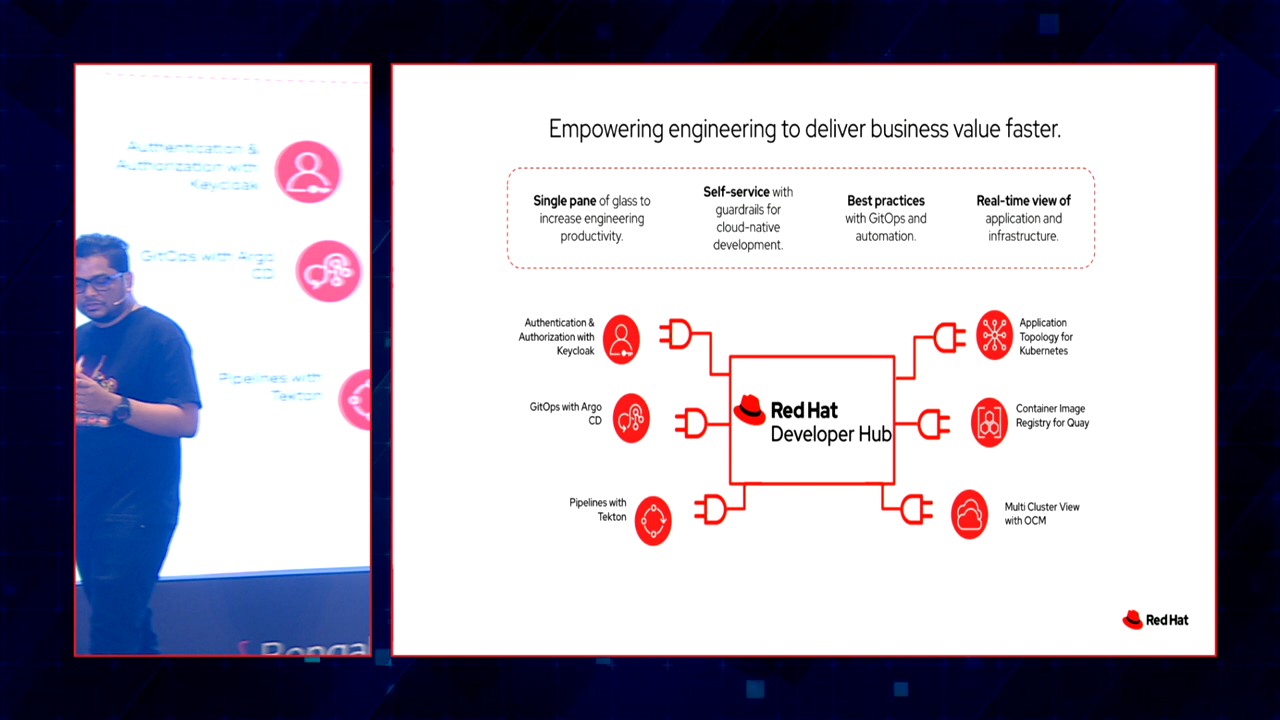 Authentication &
Authorization with
Keycloak
GitOps with Argo
CD
Pipelines with
Tekton
Empowering engineering to deliver business value faster.
Single pane of glass to
increase engineering
productivity.
Self-service with
guardrails for
cloud-native
development.
Best practices
with GitOps and
automation.
Real-time view of
application and
infrastructure.
Authentication &
Authorization with
Keycloak
GitOps with Argo
CD
Pipelines with
Tekton
Red Hat
Developer Hub
Application
Topology for
Kubernetes
Container Image
Registry for Quay
Multi Cluster View
with OCM
Red Hat